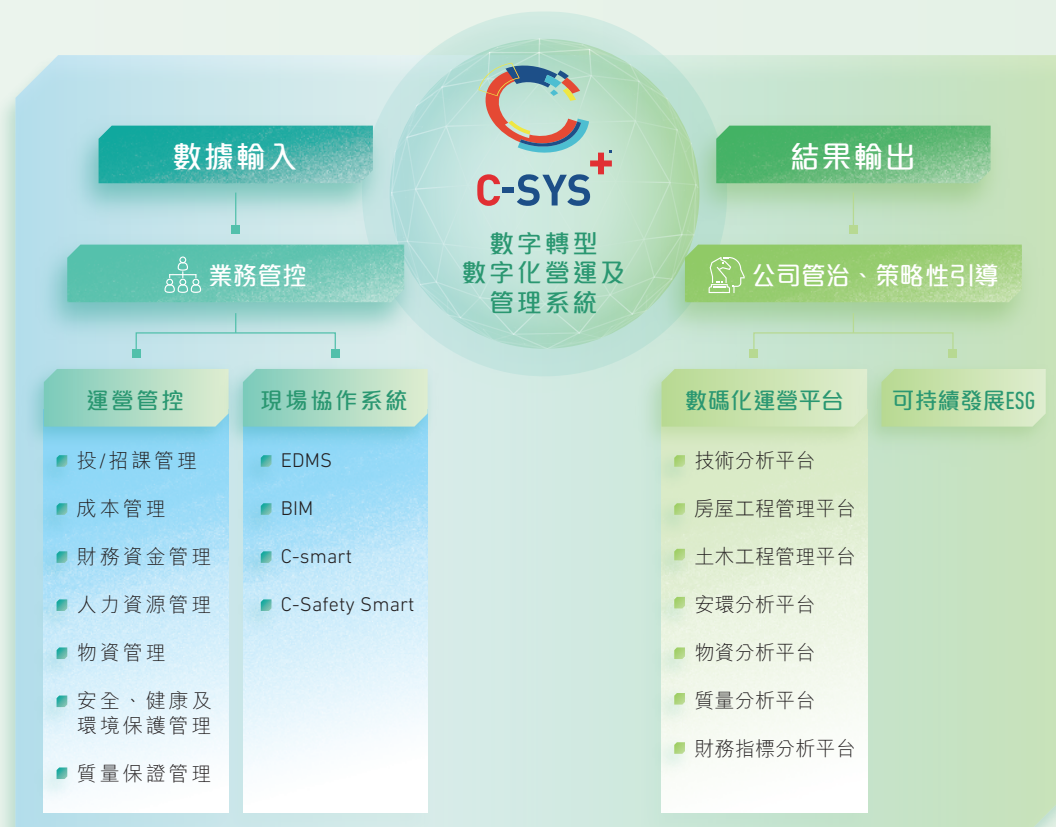 C-SYS+
數字轉型
數字化營運及
管理系統
數據輸入
業務管控
運營管控
投/招課管理
成本管理
財務資金管理
人力資源管理
物資管理
安全、健康及
環境保護管理
質量保證管理
現場協作系統
EDMS
BIM
C-smart
C-Safety Smart
結果輸出
公司管治、策略性引導
數碼化運營平台
技術分析平台
房屋工程管理平台
土木工程管理平台
安環分析平台
物資分析平台
質量分析平台
財務指標分析平台
可持續發展ESG